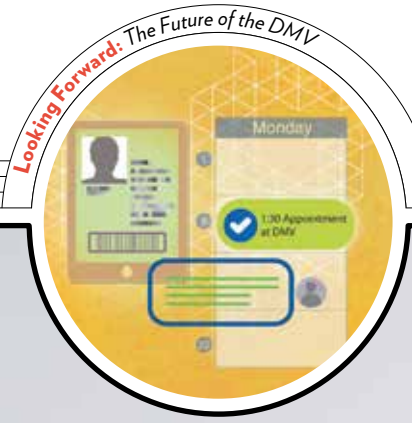 Looking Forward: The Future of the DMV
Monday
1:30 Appointment
at DMV